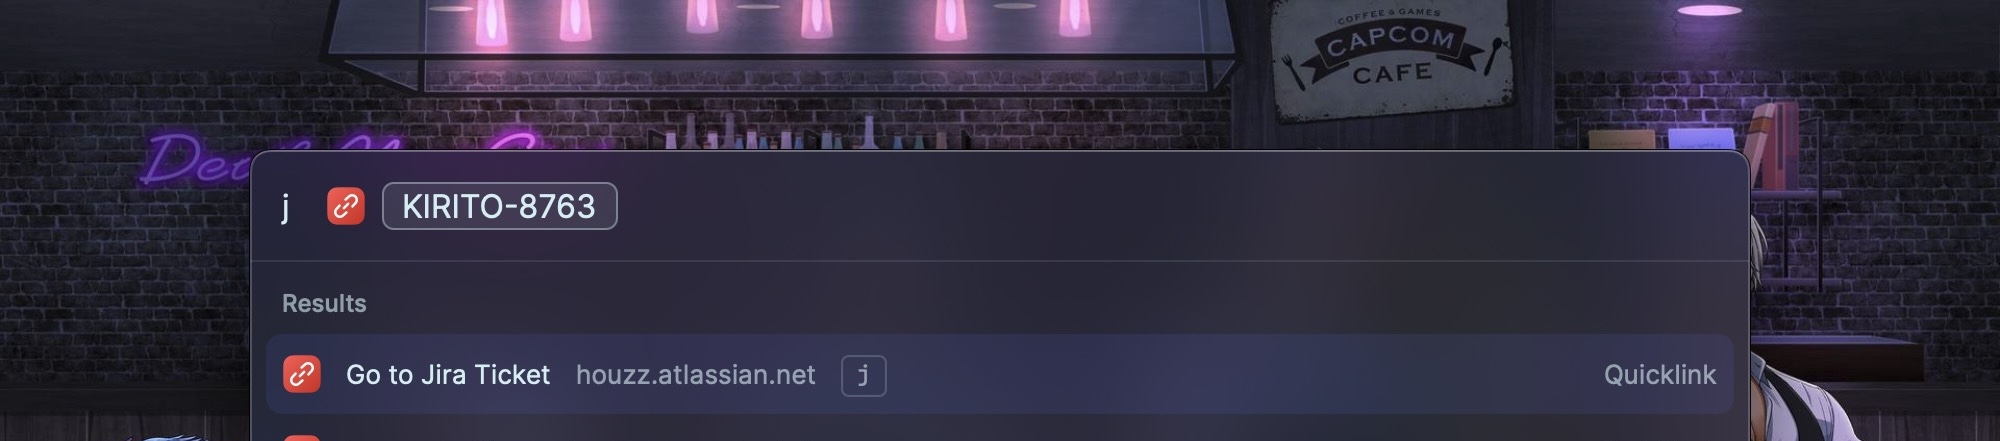 COFFEE & GAMES
CAPCOM
CAFE
j KIRITO-8763
Results
Go to Jira Ticket houzz.atlassian.net j Quicklink